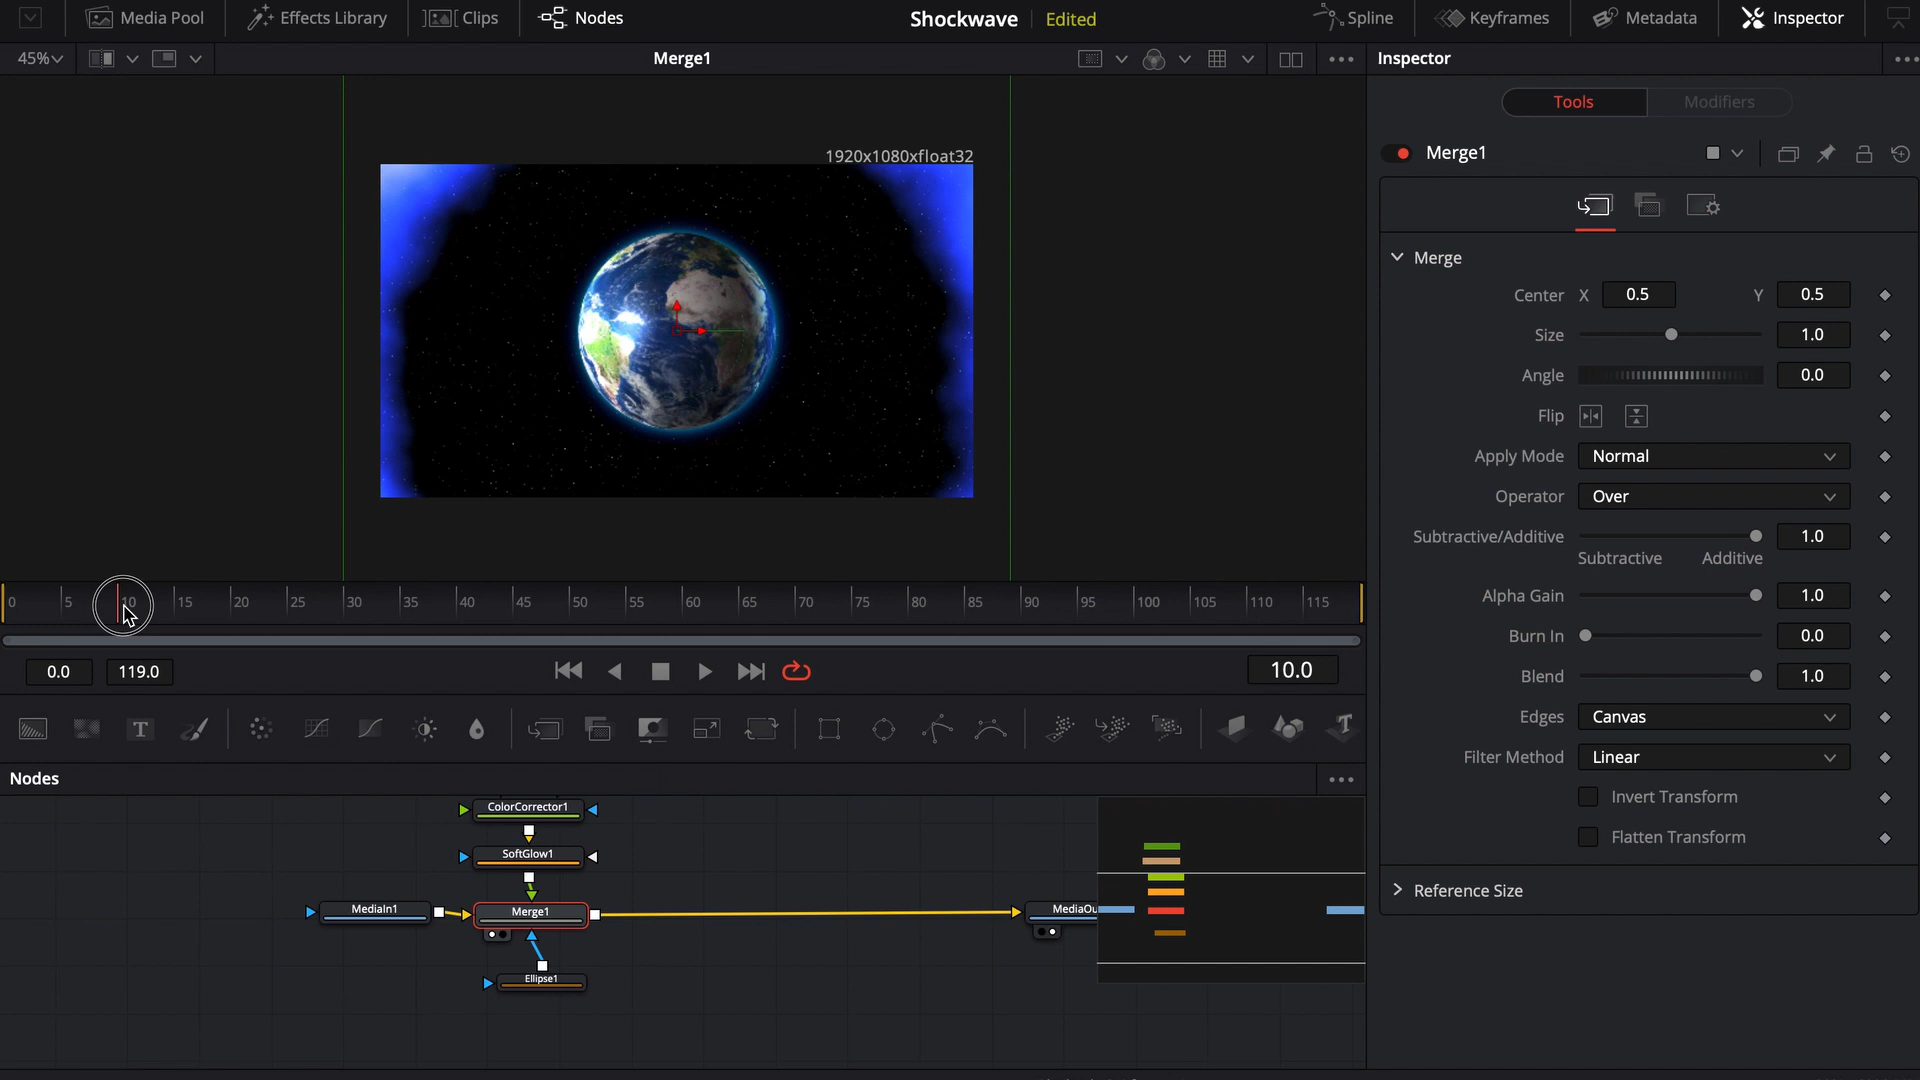 Media Pool Effects Library Clips Nodes Shockwave Edited Spline Keyframes Metadata Inspector
45% Merge1 Inspector
Tools Modifiers
1920x1080xfloat32 Merge1
Merge
Center X 0.5 Y 0.5
Size 1.0
Angle 0.0
Flip
Apply Mode Normal
Operator Over
Subtractive/Additive 1.0
Subtractive Additive
0 5 10 15 20 25 30 35 40 45 50 55 60 65 70 75 80 85 90 95 100 105 110 115
Alpha Gain 1.0
Burn In 0.0
0.0 119.0 10.0
Blend 1.0
Edges Canvas
Filter Method Linear
Nodes
Invert Transform
Flatten Transform
ColorCorrector1
SoftGlow1
Reference Size
MediaIn1 Merge1 MediaOu
Ellipse1